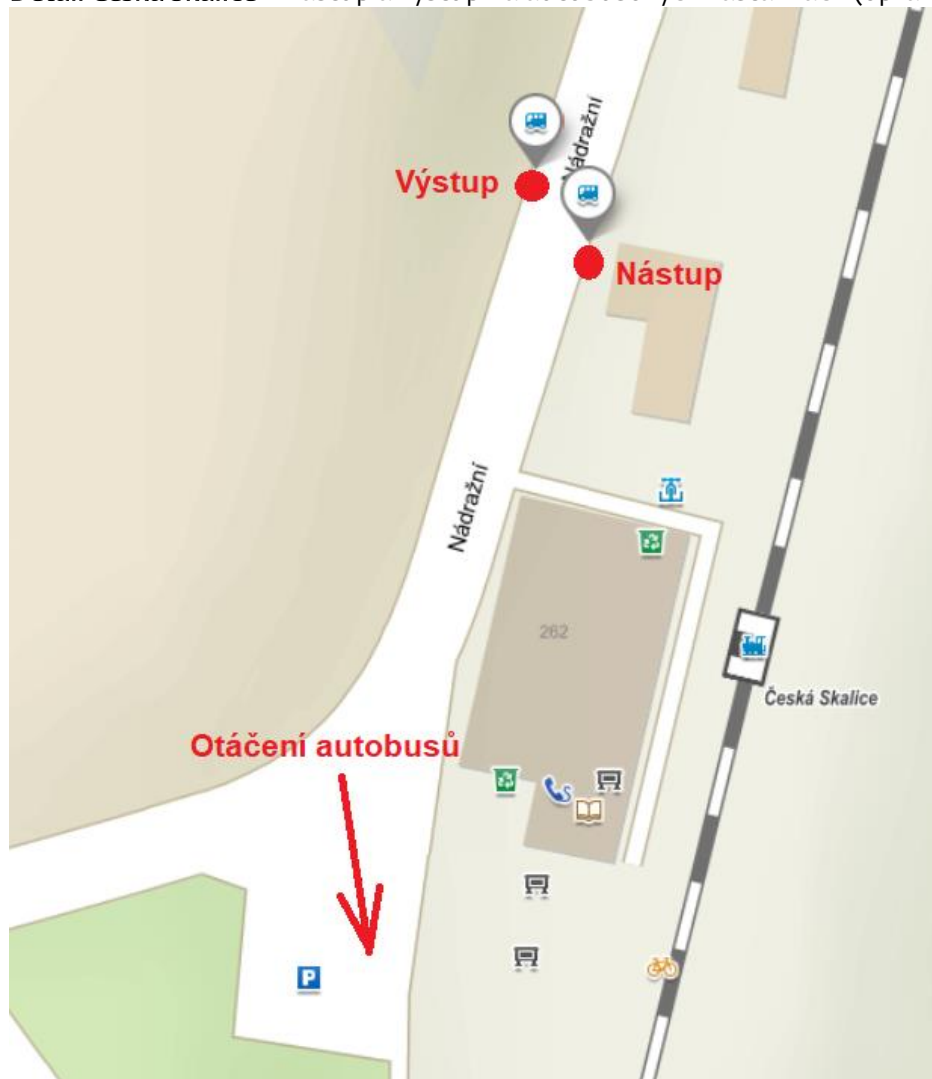 Nádražní
Výstup
Nástup
Nádražní
262
Česká Skalice
Otáčení autobusů
P